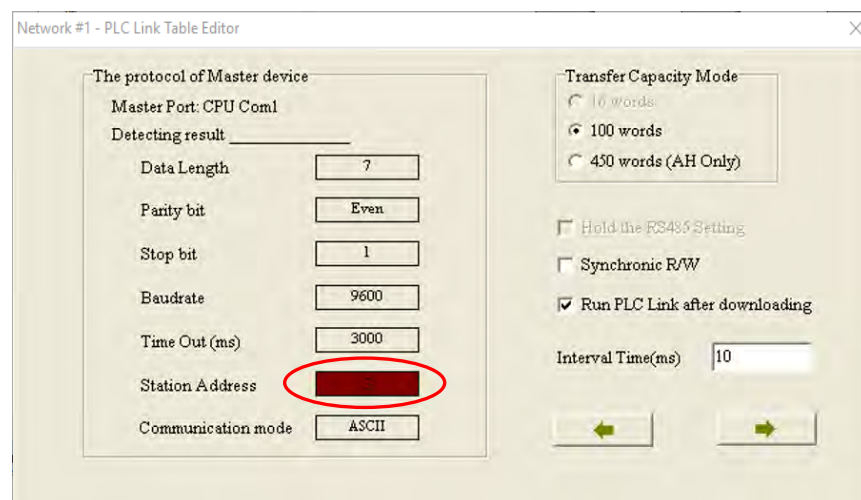 Network #1 - PLC Link Table Editor
The protocol of Master device
Master Port: CPU Com1
Detecting result
Data Length 7
Parity bit Even
Stop bit 1
Baudrate 9600
Time Out (ms) 3000
Station Address
Communication mode ASCII
Transfer Capacity Mode
16 words
100 words
450 words (AH Only)
Hold the RS485 Setting
Synchronic R/W
Run PLC Link after downloading
Interval Time(ms) 10